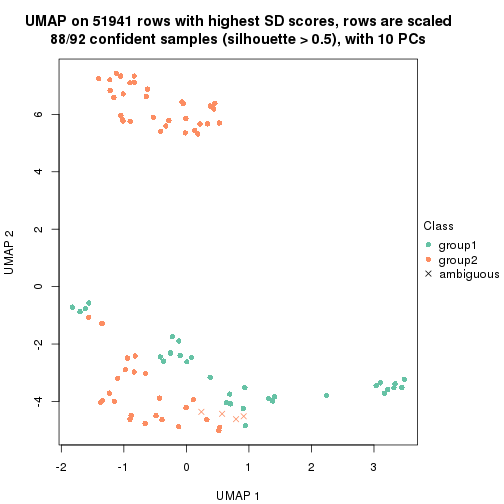 UMAP on 51941 rows with highest SD scores, rows are scaled
88/92 confident samples (silhouette > 0.5), with 10 PCs
6
4
2
0
-2
-4
UMAP 2
-2
-1
0
1
2
3
UMAP 1
Class
group1
group2
ambiguous